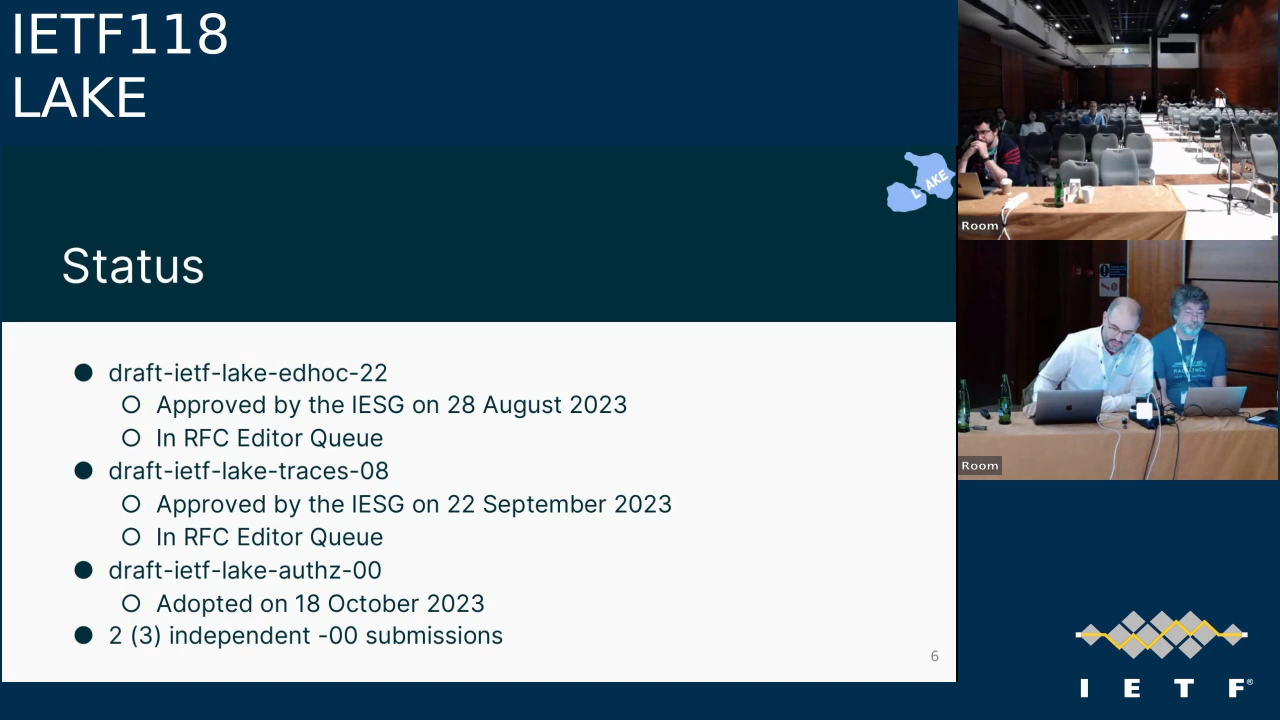 IETF118
LAKE
LAKE
Status
draft-ietf-lake-edhoc-22
Approved by the IESG on 28 August 2023
In RFC Editor Queue
draft-ietf-lake-traces-08
Approved by the IESG on 22 September 2023
In RFC Editor Queue
draft-ietf-lake-authz-00
Adopted on 18 October 2023
2 (3) independent -00 submissions
6
Room
Room
I E T F®